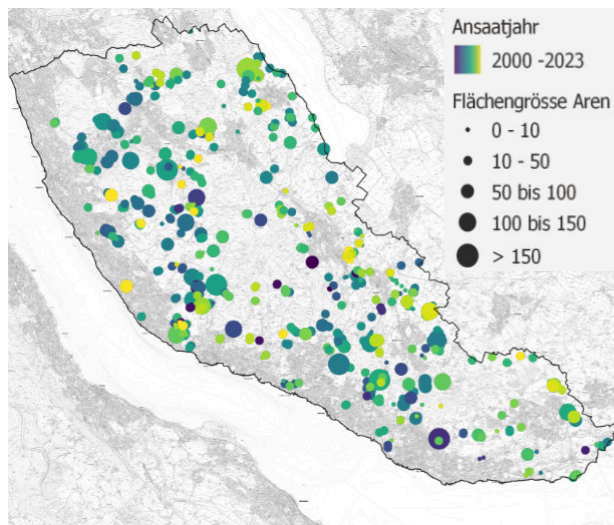 Ansaatjahr
2000 -2023
Flächengrösse Aren
0 - 10
10 - 50
50 bis 100
100 bis 150
> 150